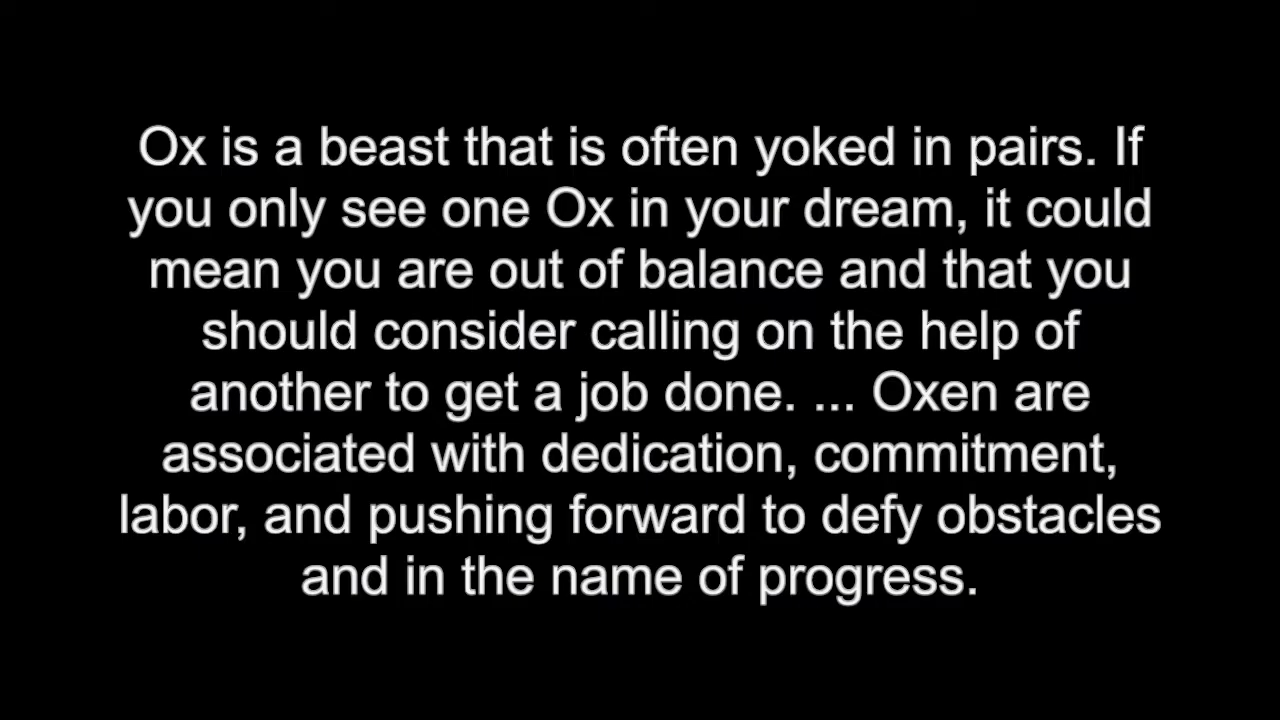 Ox is a beast that is often yoked in pairs. If
you only see one Ox in your dream, it could
mean you are out of balance and that you
should consider calling on the help of
another to get a job done. ... Oxen are
associated with dedication, commitment,
labor, and pushing forward to defy obstacles
and in the name of progress.